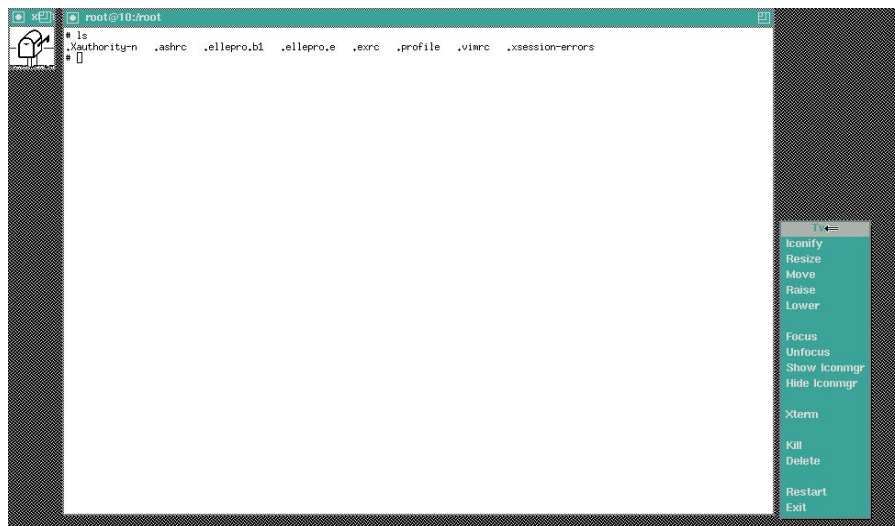 root@10:/root
# ls
.Xauthority-n .ashrc .ellepro.b1 .ellepro.e .exrc .profile .vimrc .xsession-errors
#
Iconify
Resize
Move
Raise
Lower
Focus
Unfocus
Show Iconmgr
Hide Iconmgr
Xterm
Kill
Delete
Restart
Exit